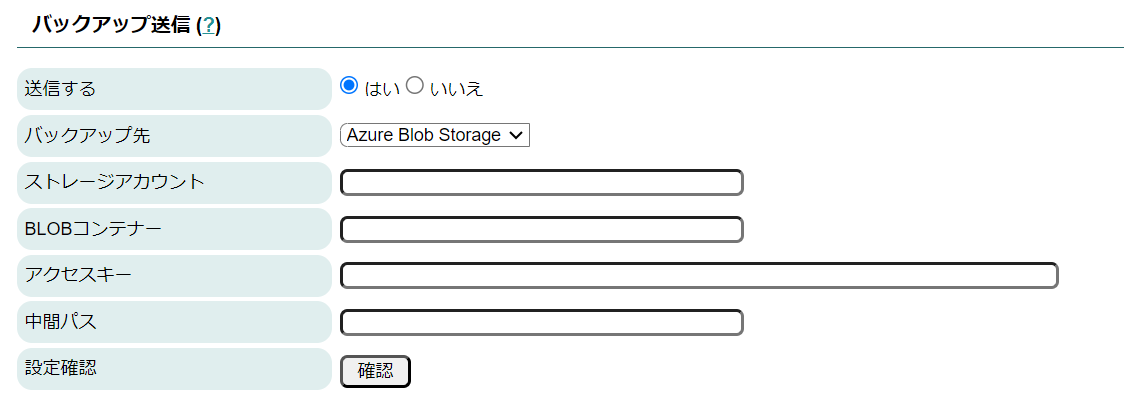 バックアップ送信 (?)
送信する はい いいえ
バックアップ先 Azure Blob Storage
ストレージアカウント
BLOBコンテナー
アクセスキー
中間パス
設定確認 確認